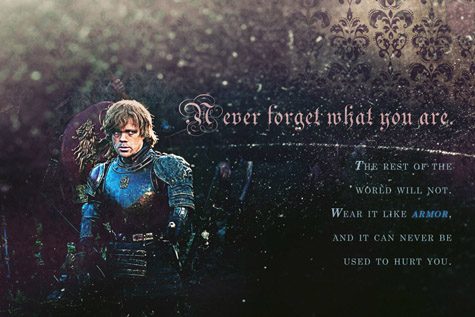 Never forget what you are.
The rest of the
world will not.
Wear it like armor,
and it can never be
used to hurt you.